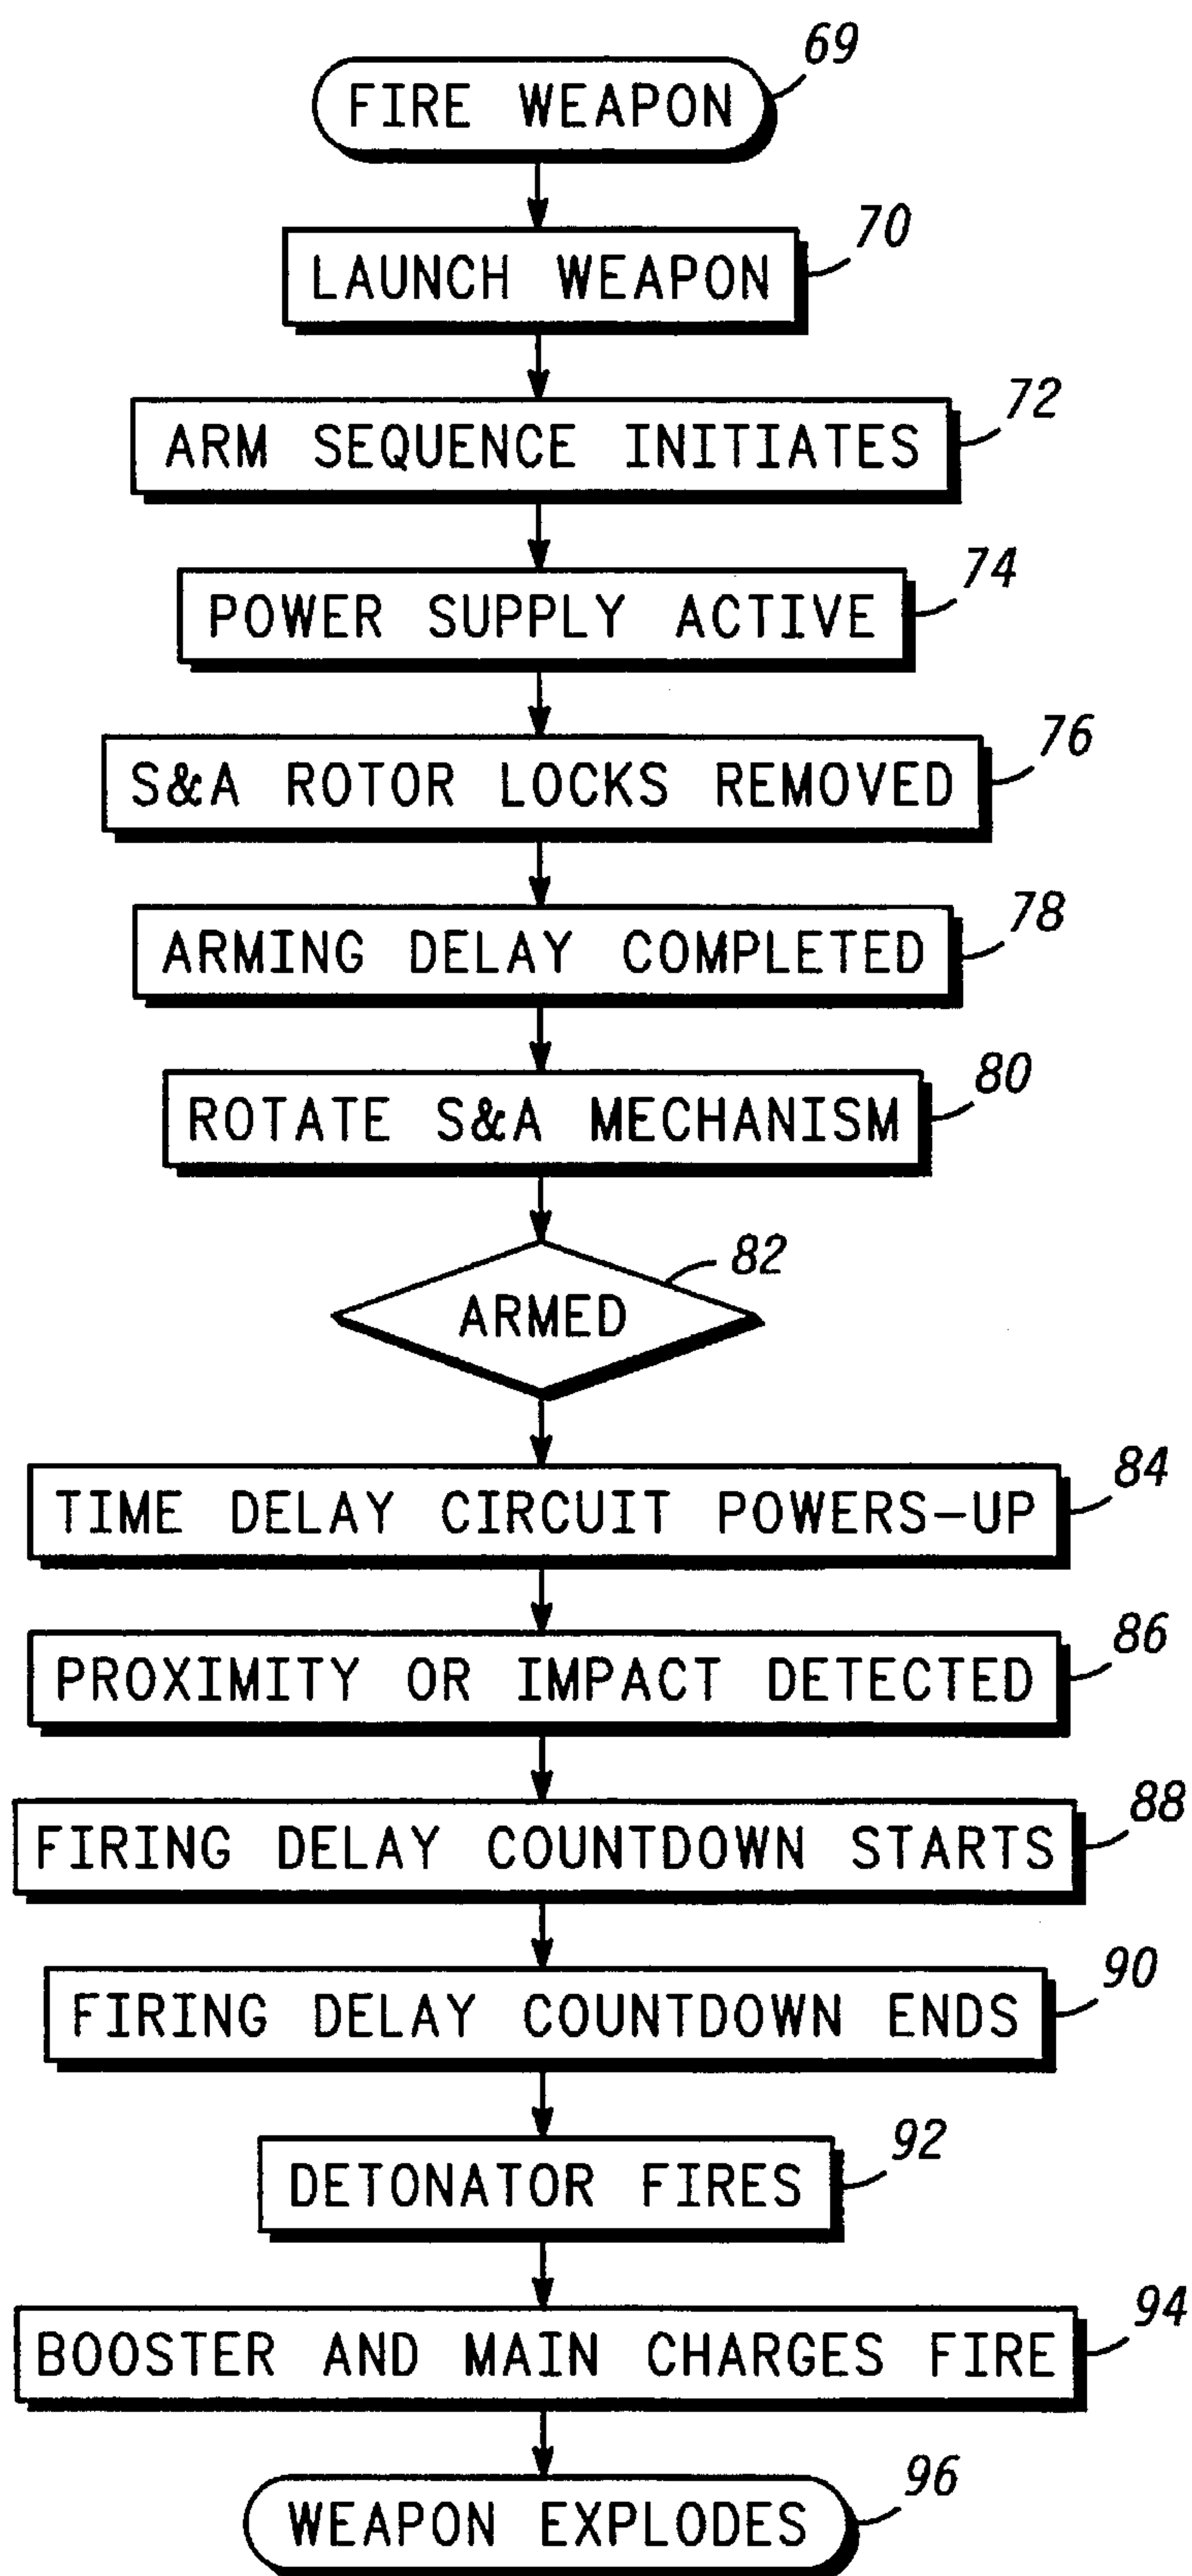 69
FIRE WEAPON
70
LAUNCH WEAPON
72
ARM SEQUENCE INITIATES
74
POWER SUPPLY ACTIVE
76
S&A ROTOR LOCKS REMOVED
78
ARMING DELAY COMPLETED
80
ROTATE S&A MECHANISM
82
ARMED
84
TIME DELAY CIRCUIT POWERS-UP
86
PROXIMITY OR IMPACT DETECTED
88
FIRING DELAY COUNTDOWN STARTS
90
FIRING DELAY COUNTDOWN ENDS
92
DETONATOR FIRES
94
BOOSTER AND MAIN CHARGES FIRE
96
WEAPON EXPLODES